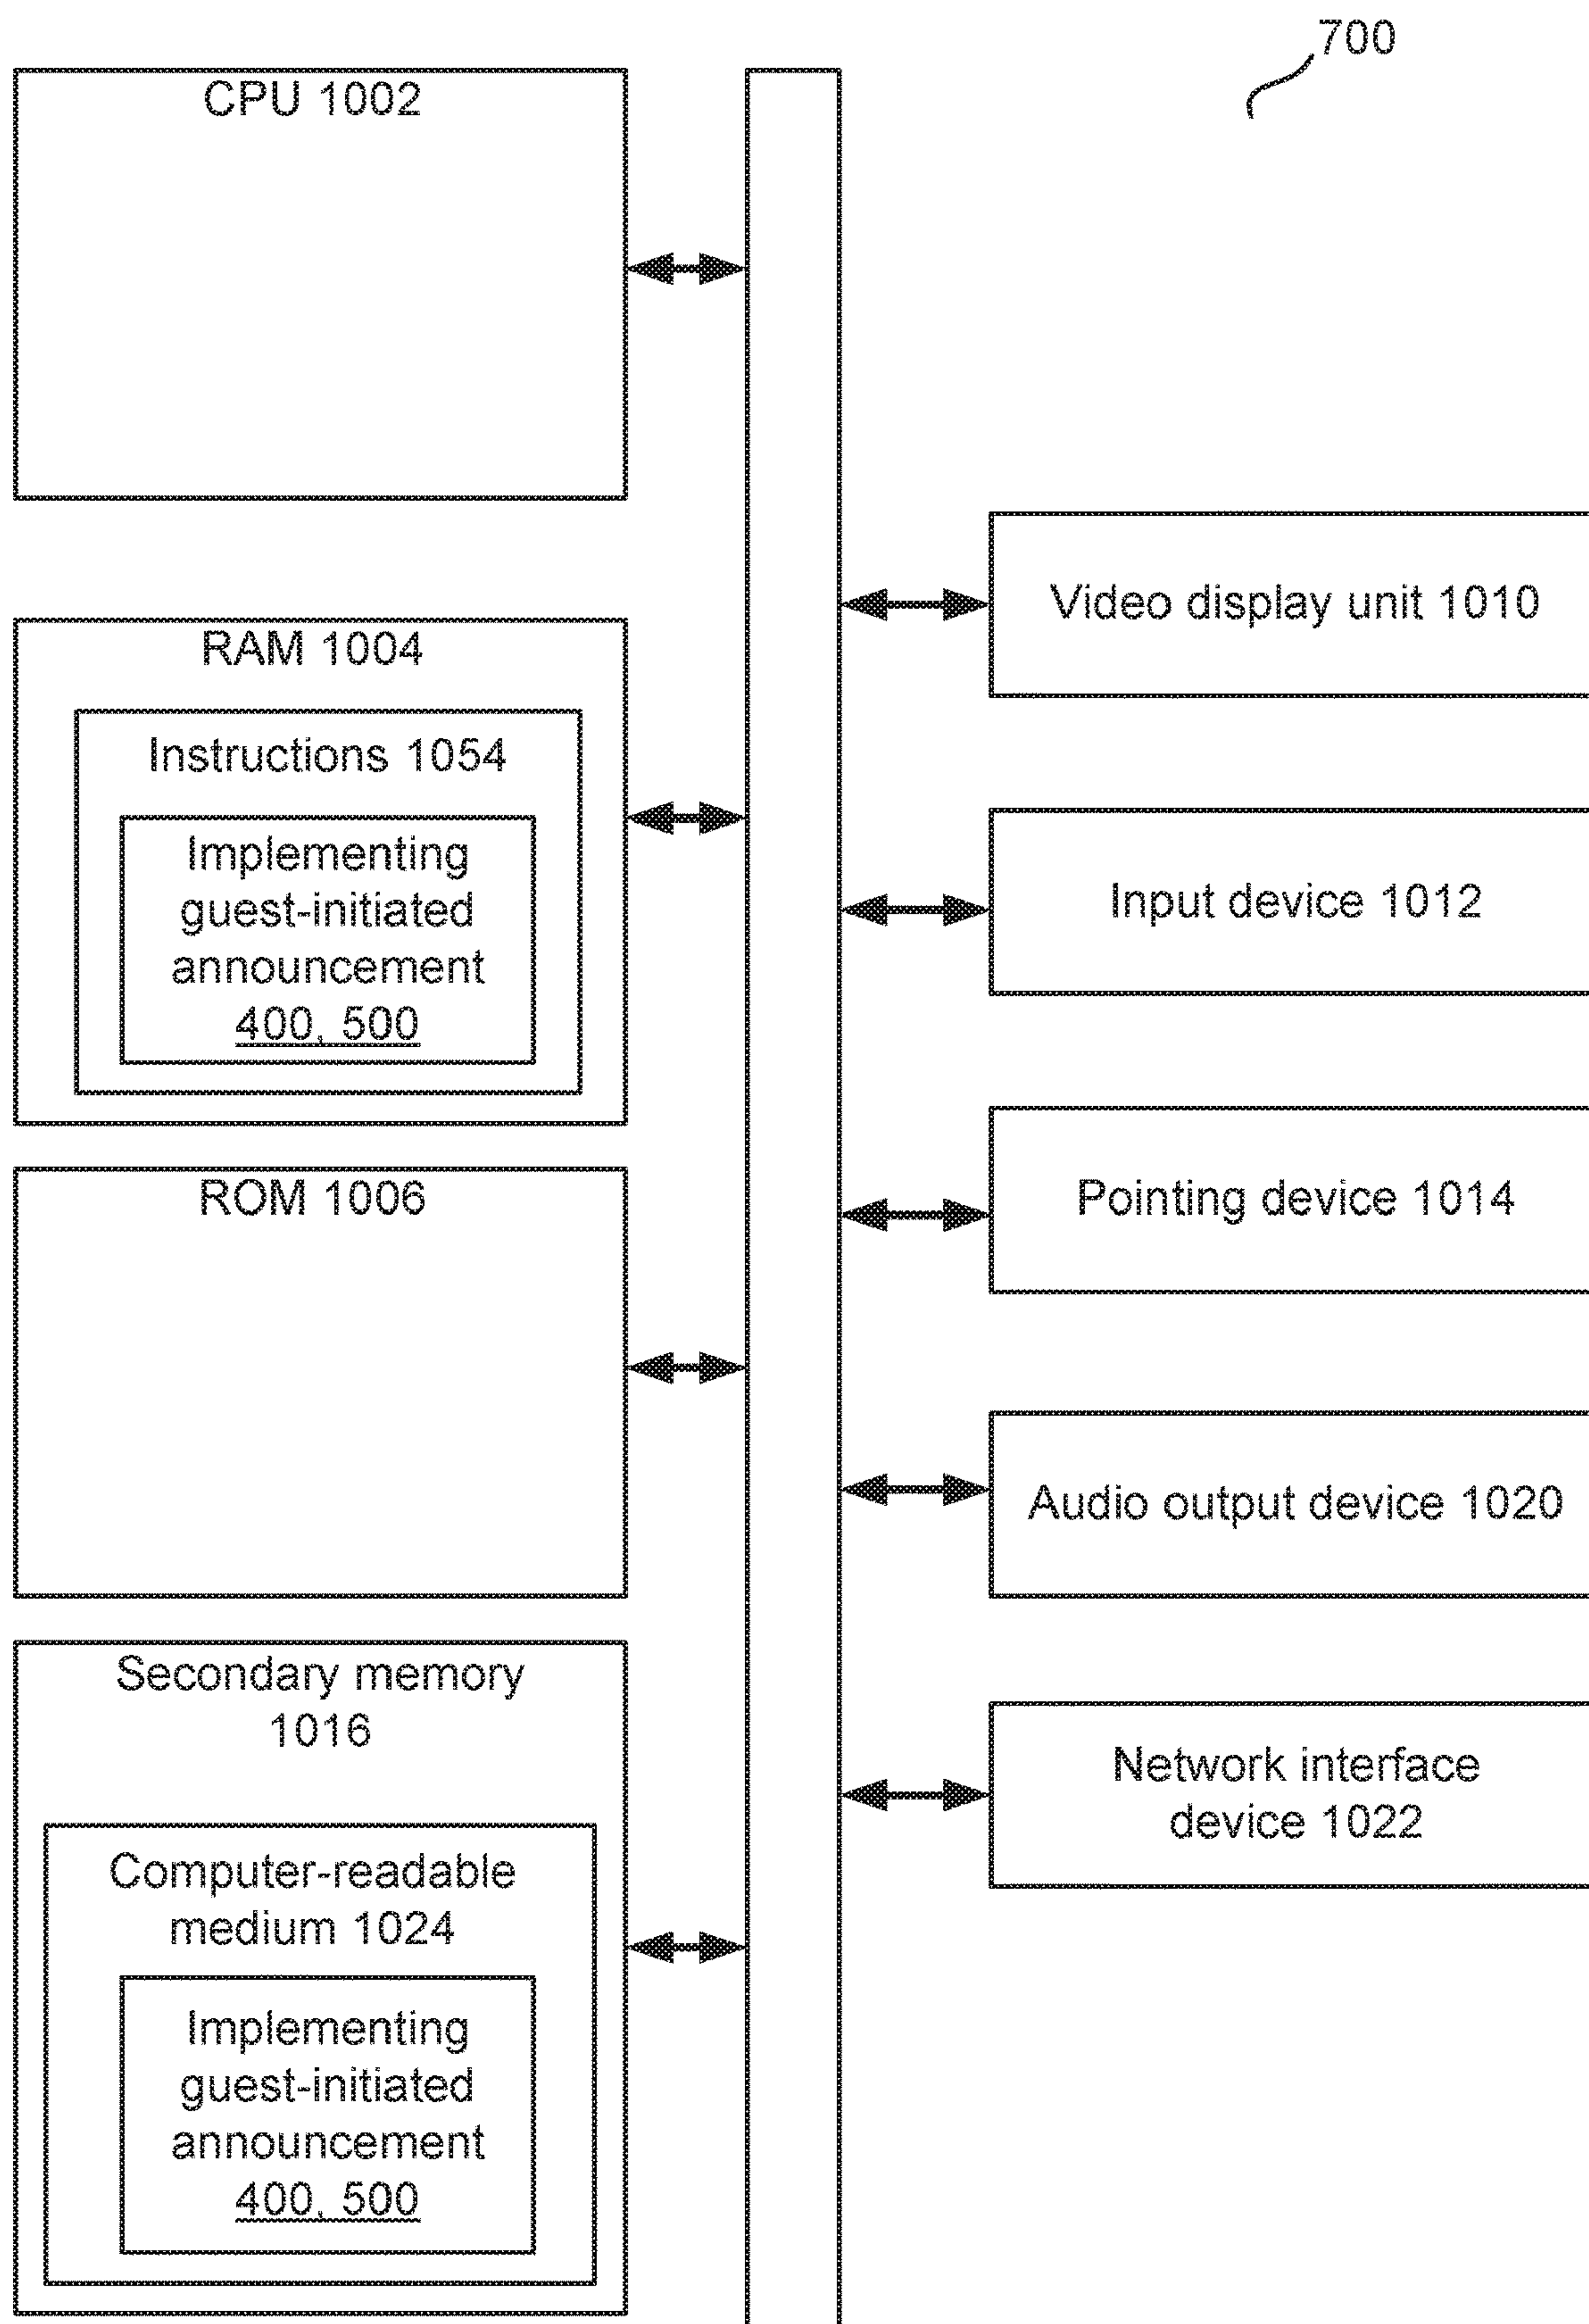 700
CPU 1002
RAM 1004
Instructions 1054
Implementing
guest-initiated
announcement
400, 500
ROM 1006
Secondary memory
1016
Computer-readable
medium 1024
Implementing
guest-initiated
announcement
400, 500
Video display unit 1010
Input device 1012
Pointing device 1014
Audio output device 1020
Network interface
device 1022